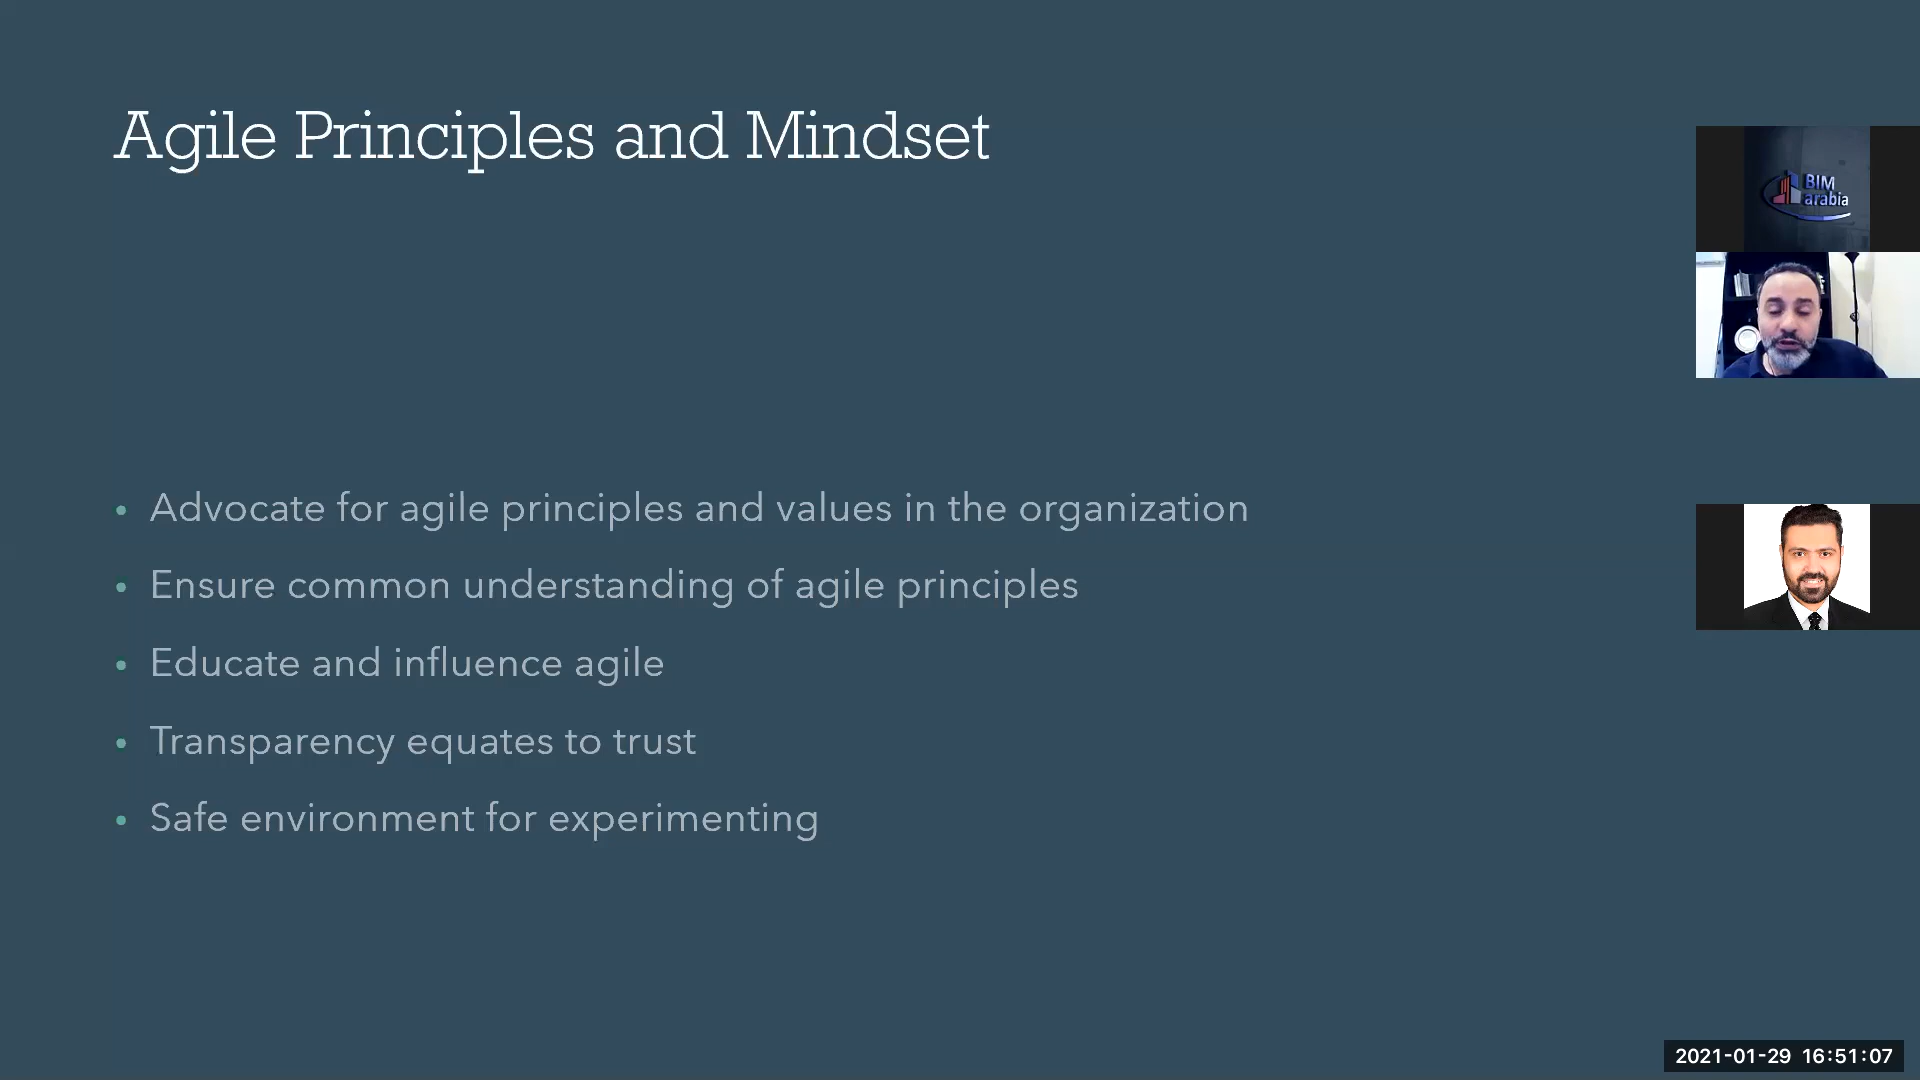 Agile Principles and Mindset
BIM
arabia
• Advocate for agile principles and values in the organization
• Ensure common understanding of agile principles
• Educate and influence agile
• Transparency equates to trust
• Safe environment for experimenting
2021-01-29 16:51:07